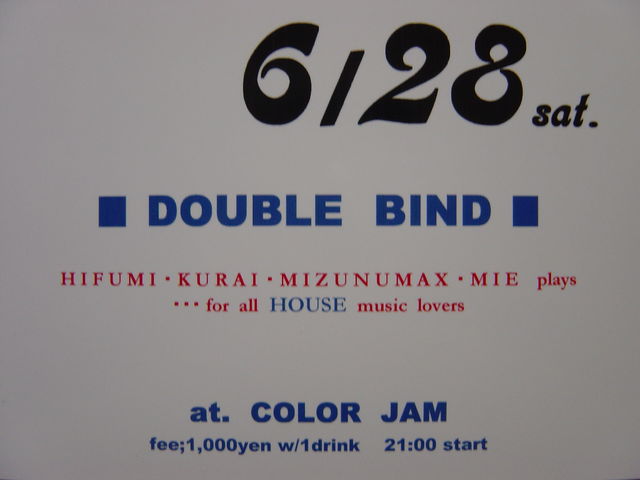 6/28 sat.
■ DOUBLE BIND ■
HIFUMI・KURAI・MIZUNUMAX・MIE plays
･･･for all HOUSE music lovers
at. COLOR JAM
fee;1,000yen w/1drink 21:00 start